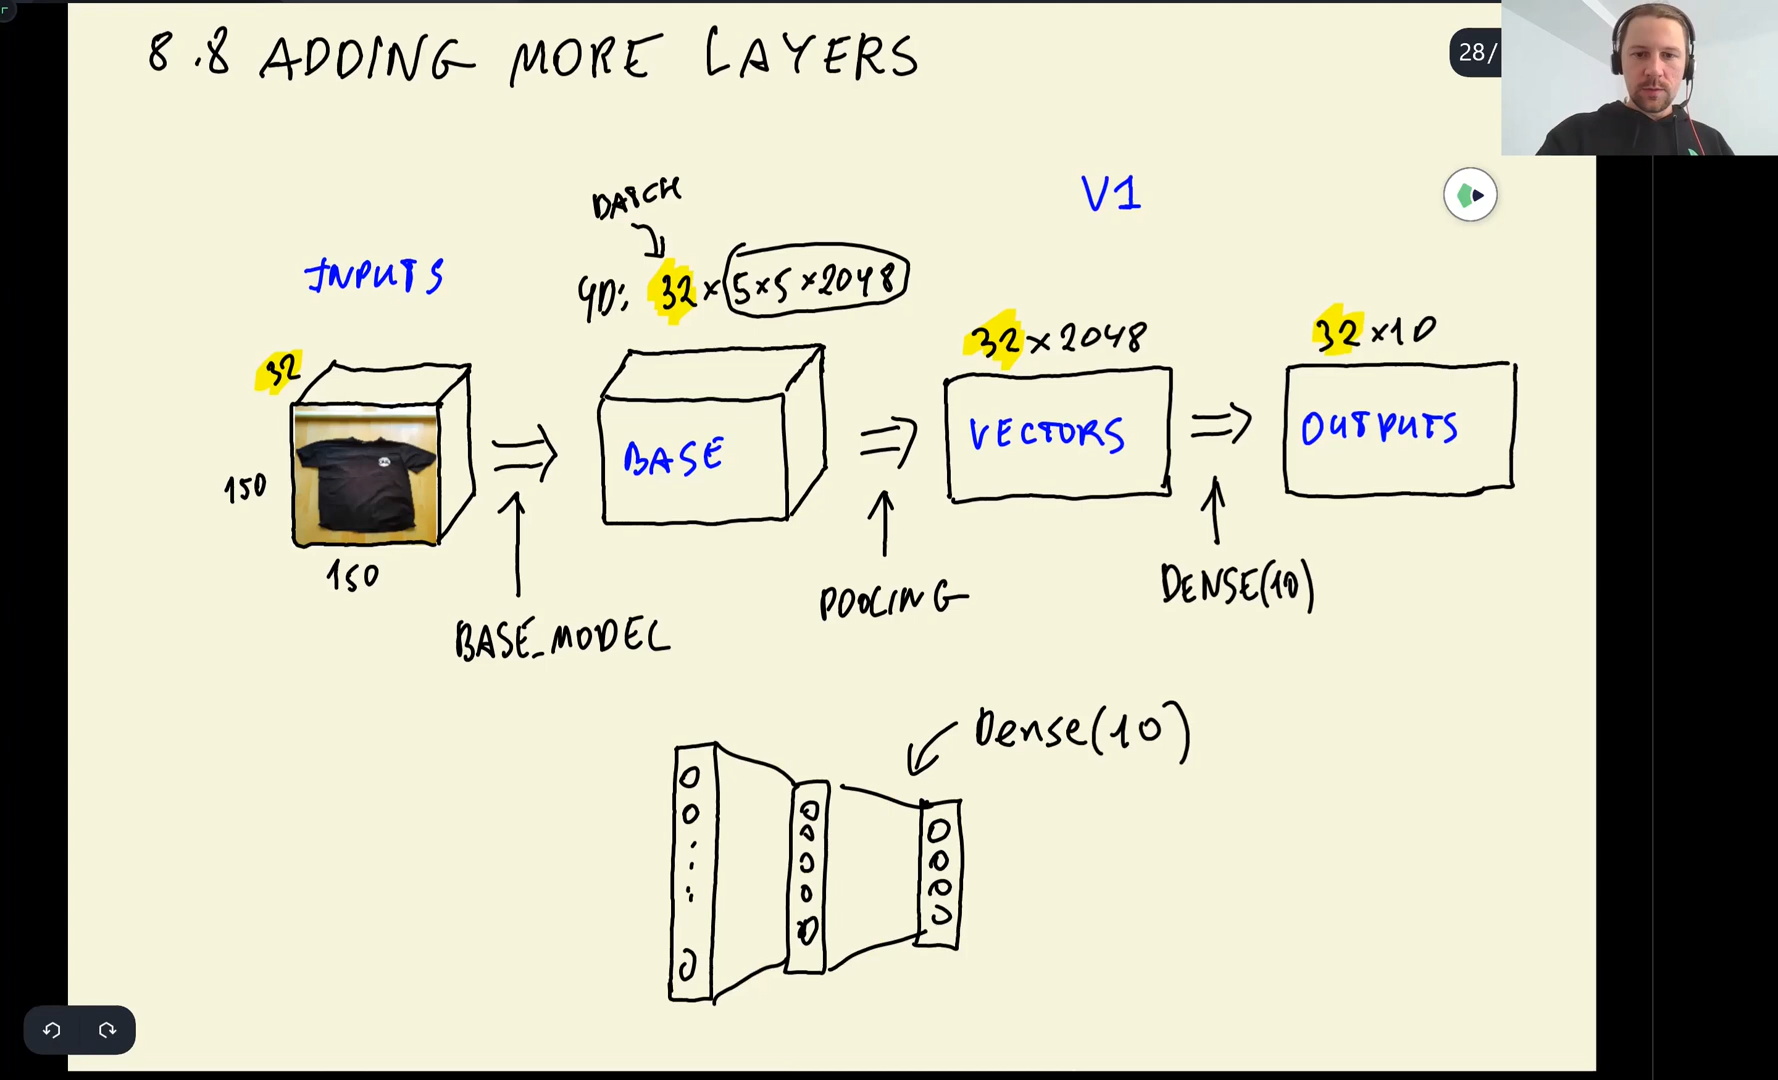 8.8 ADDING MORE LAYERS
28/
V1
BATCH
INPUTS
4D: 32 × 5×5×2048
32
32 × 2048
32 ×10
BASE
VECTORS
OUTPUTS
150
150
BASE_MODEL
POOLING
DENSE(10)
Dense(10)